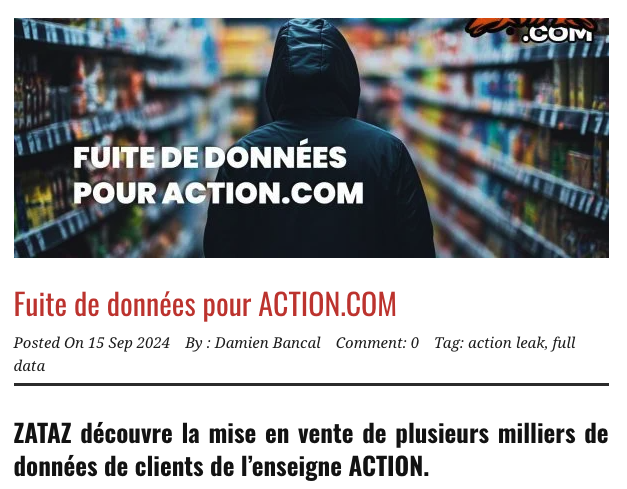 .COM
FUITE DE DONNÉES
POUR ACTION.COM
Fuite de données pour ACTION.COM
Posted On 15 Sep 2024 By : Damien Bancal Comment: 0 Tag: action leak, full
data
ZATAZ découvre la mise en vente de plusieurs milliers de
données de clients de l’enseigne ACTION.